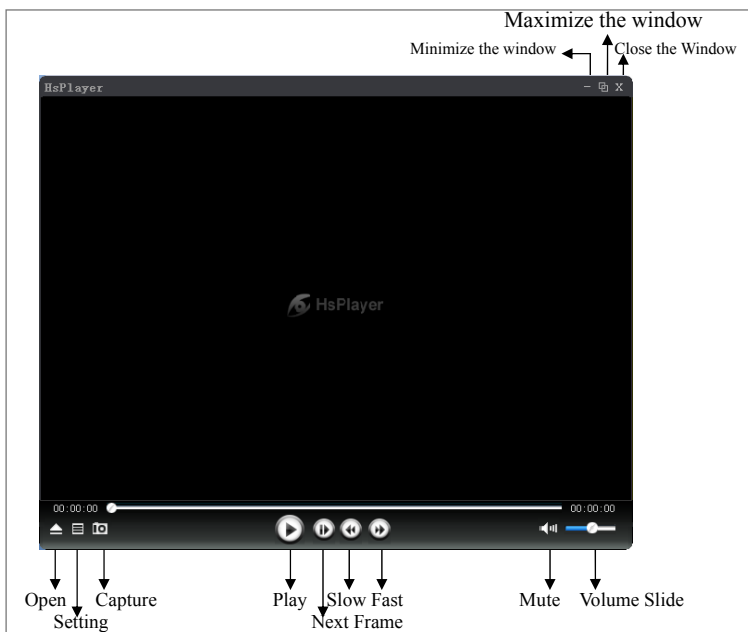 Maximize the window
Minimize the window
Close the Window
HsPlayer
HsPlayer
00:00:00
00:00:00
Open
Capture
Play
Slow
Fast
Mute
Volume Slide
Setting
Next Frame